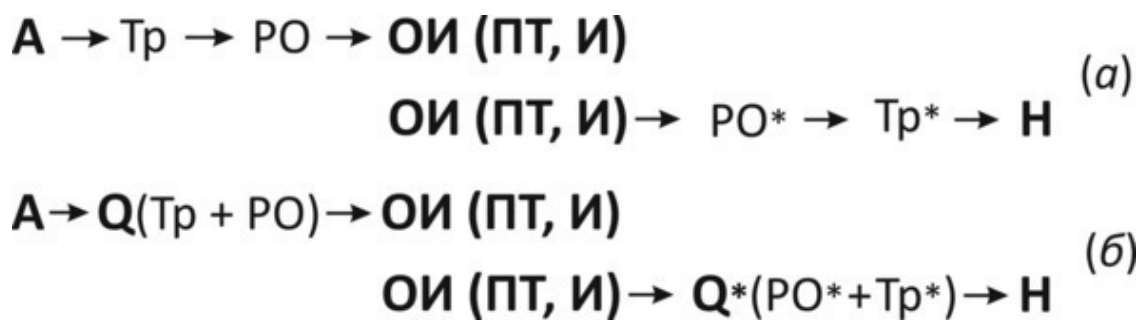 А → Тр → РО → ОИ (ПТ, И)
ОИ (ПТ, И) → РО* → Тр* → Н
(а)
А → Q(Тр + РО) → ОИ (ПТ, И)
ОИ (ПТ, И) → Q*(РО*+Тр*) → Н
(б)